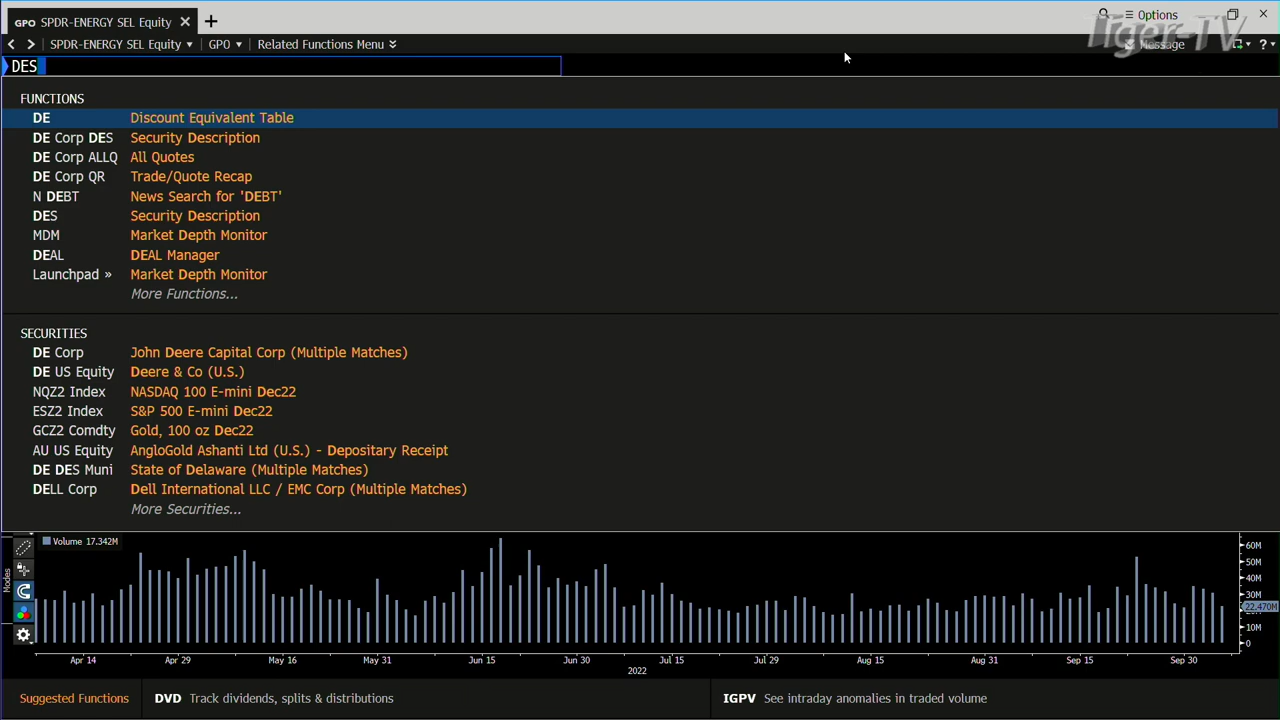 GPO SPDR-ENERGY SEL Equity
Options
SPDR-ENERGY SEL Equity GPO Related Functions Menu Message ?
Tiger-TV
DES
FUNCTIONS
DE Discount Equivalent Table
DE Corp DES Security Description
DE Corp ALLQ All Quotes
DE Corp QR Trade/Quote Recap
N DEBT News Search for 'DEBT'
DES Security Description
MDM Market Depth Monitor
DEAL DEAL Manager
Launchpad » Market Depth Monitor
More Functions...
SECURITIES
DE Corp John Deere Capital Corp (Multiple Matches)
DE US Equity Deere & Co (U.S.)
NQZ2 Index NASDAQ 100 E-mini Dec22
ESZ2 Index S&P 500 E-mini Dec22
GCZ2 Comdty Gold, 100 oz Dec22
AU US Equity AngloGold Ashanti Ltd (U.S.) - Depositary Receipt
DE DES Muni State of Delaware (Multiple Matches)
DELL Corp Dell International LLC / EMC Corp (Multiple Matches)
More Securities...
Modes
Volume 17.342M
60M
50M
40M
30M
22.470M
10M
0
Apr 14 Apr 29 May 16 May 31 Jun 15 Jun 30 Jul 15 Jul 29 Aug 15 Aug 31 Sep 15 Sep 30
2022
Suggested Functions DVD Track dividends, splits & distributions IGPV See intraday anomalies in traded volume